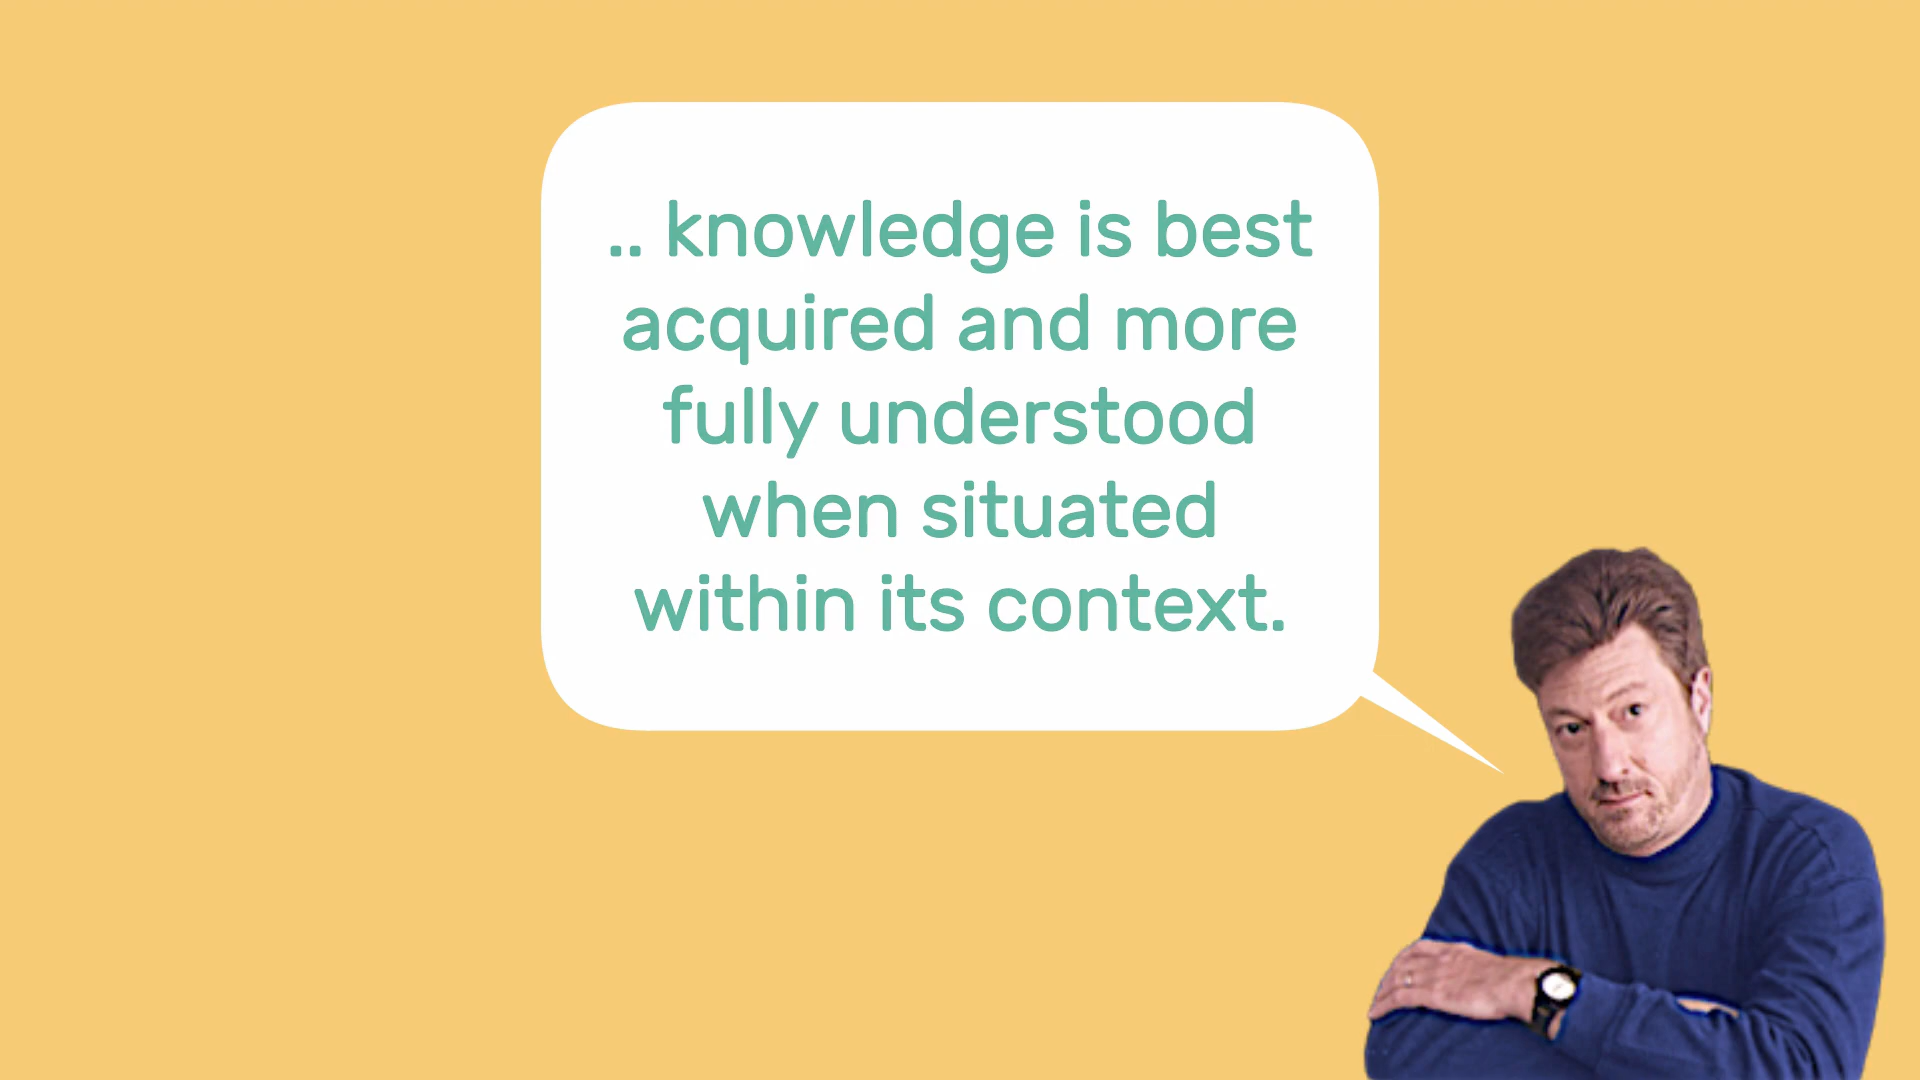 .. knowledge is best
acquired and more
fully understood
when situated
within its context.